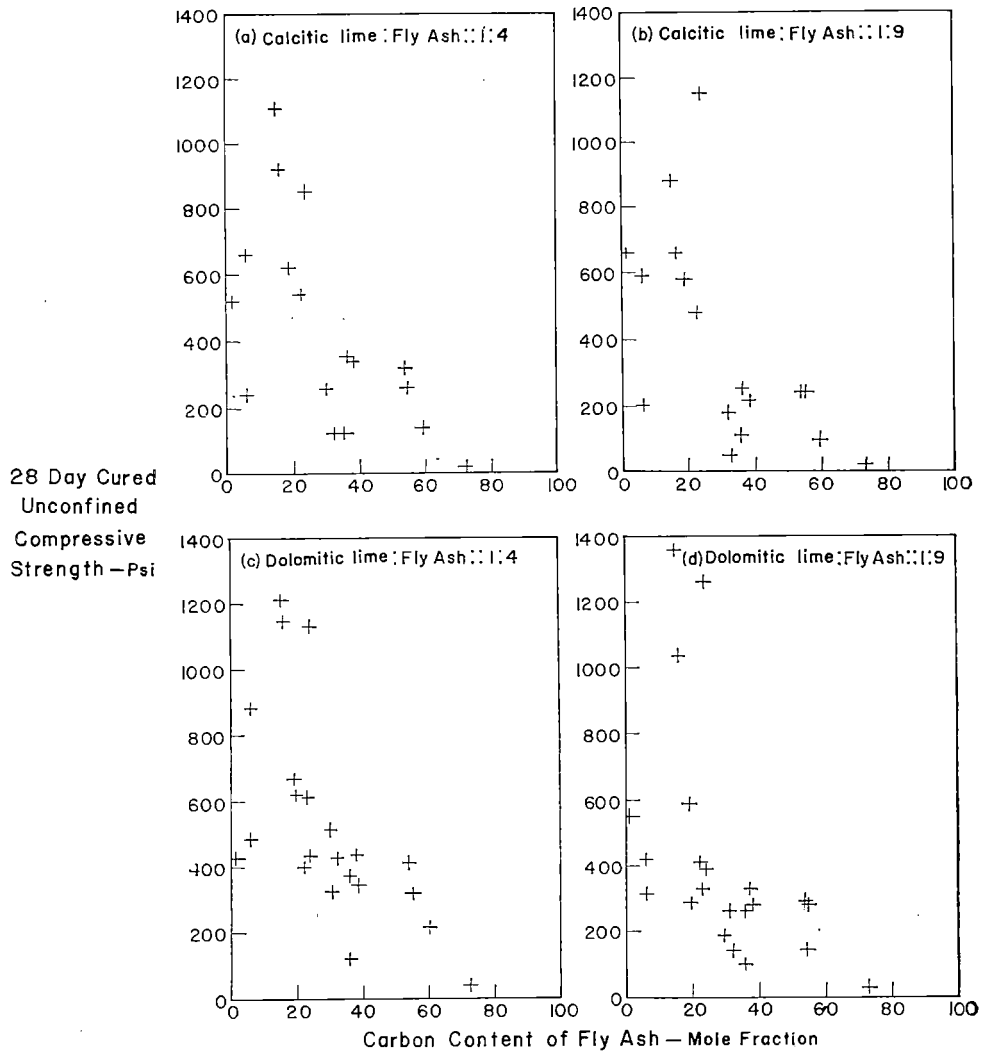 (a) Calcitic lime : Fly Ash :: 1:4
1400
1200
1000
800
600
400
200
0
0 20 40 60 80 100
(b) Calcitic lime : Fly Ash :: 1:9
1400
1200
1000
800
600
400
200
0
0 20 40 60 80 100
28 Day Cured
Unconfined
Compressive
Strength — Psi
(c) Dolomitic lime : Fly Ash :: 1:4
1400
1200
1000
800
600
400
200
0
0 20 40 60 80 100
(d) Dolomitic lime : Fly Ash :: 1:9
1400
1200
1000
800
600
400
200
0
0 20 40 60 80 100
Carbon Content of Fly Ash — Mole Fraction